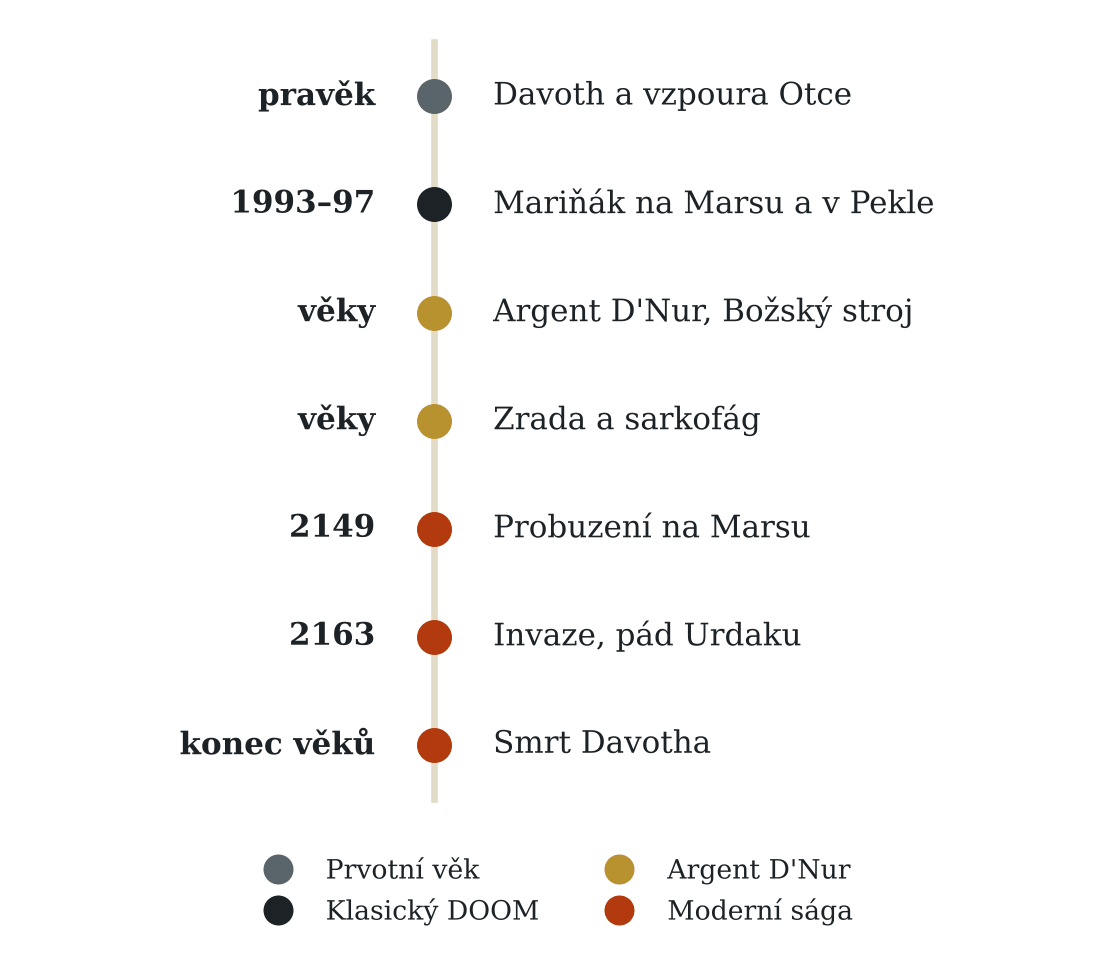 pravěk Davoth a vzpoura Otce
1993–97 Mariňák na Marsu a v Pekle
věky Argent D'Nur, Božský stroj
věky Zrada a sarkofág
2149 Probuzení na Marsu
2163 Invaze, pád Urdaku
konec věků Smrt Davotha
Prvotní věk Argent D'Nur
Klasický DOOM Moderní sága